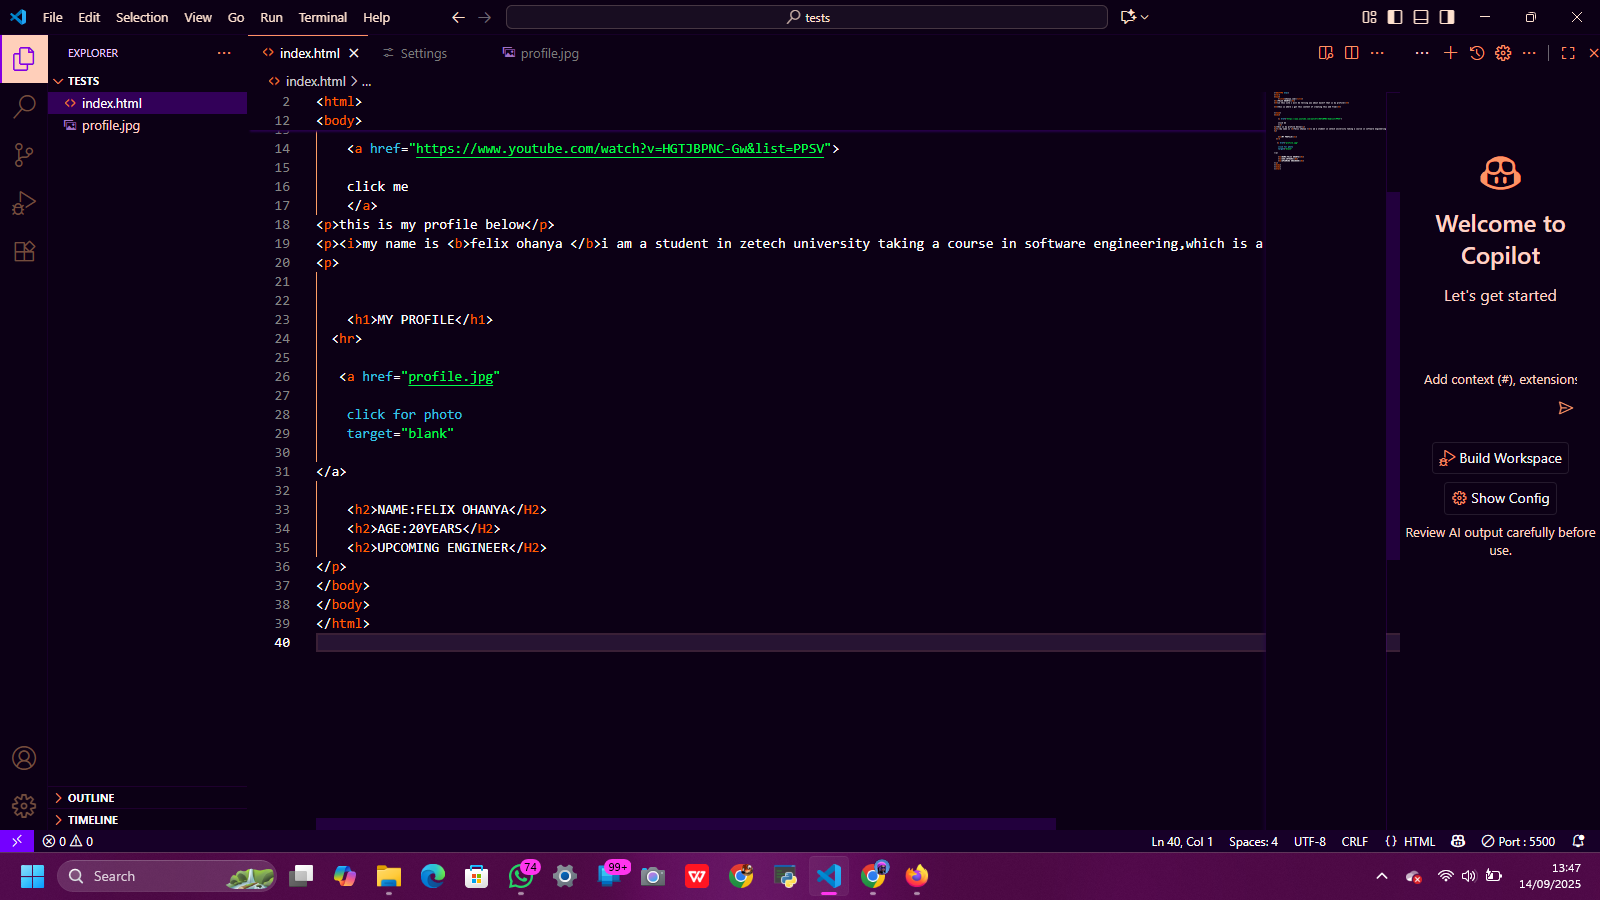 File Edit Selection View Go Run Terminal Help
tests
EXPLORER
TESTS
index.html
profile.jpg
OUTLINE
TIMELINE
index.html
Settings
profile.jpg
index.html > ...
2 <html>
12 <body>
14 <a href="https://www.youtube.com/watch?v=HGTJBPNC-Gw&list=PPSV">
15
16 click me
17 </a>
18 <p>this is my profile below</p>
19 <p><i>my name is <b>felix ohanya </b>i am a student in zetech university taking a course in software engineering,which is a
20 <p>
21
22
23 <h1>MY PROFILE</h1>
24 <hr>
25
26 <a href="profile.jpg"
27
28 click for photo
29 target="blank"
30
31 </a>
32
33 <h2>NAME:FELIX OHANYA</H2>
34 <h2>AGE:20YEARS</H2>
35 <h2>UPCOMING ENGINEER</H2>
36 </p>
37 </body>
38 </body>
39 </html>
40
Welcome to
Copilot
Let's get started
Add context (#), extensions
Build Workspace
Show Config
Review AI output carefully before
use.
0 0
Ln 40, Col 1 Spaces: 4 UTF-8 CRLF {} HTML Port : 5500
Search
74
99+
13:47
14/09/2025